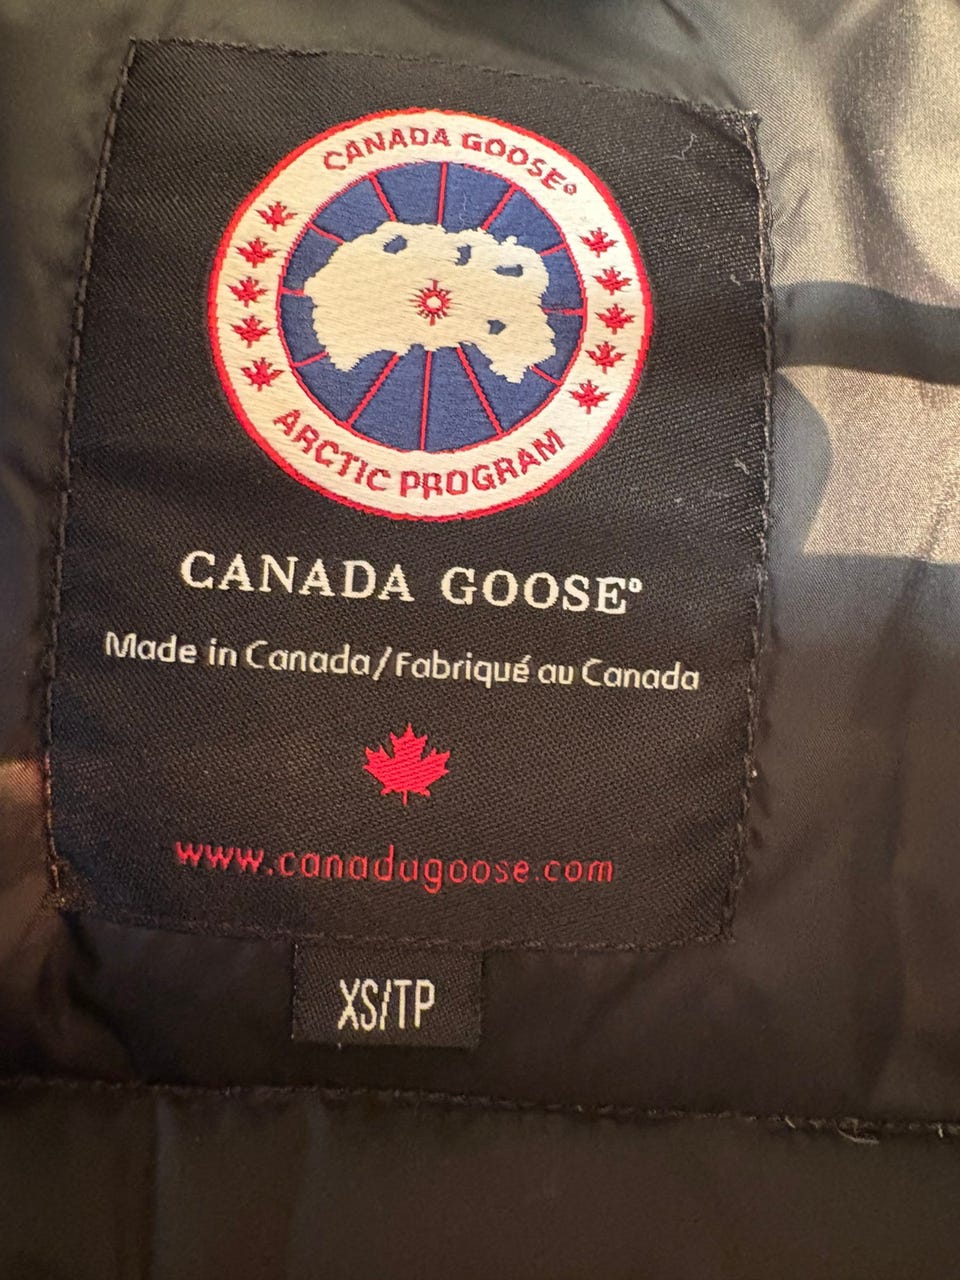 CANADA GOOSE®
ARCTIC PROGRAM
CANADA GOOSE®
Made in Canada/Fabriqué au Canada
www.canadagoose.com
XS/TP